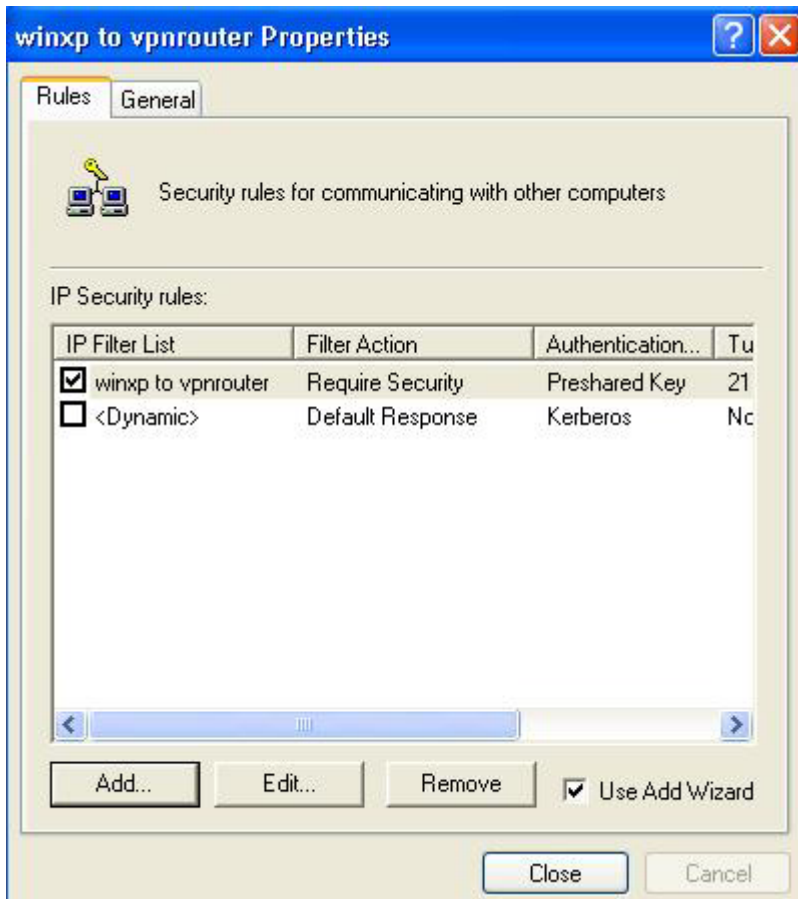 winxp to vpnrouter Properties
Rules General
Security rules for communicating with other computers
IP Security rules:
IP Filter List Filter Action Authentication... Tu
winxp to vpnrouter Require Security Preshared Key 21
<Dynamic> Default Response Kerberos No
Add... Edit... Remove Use Add Wizard
Close Cancel